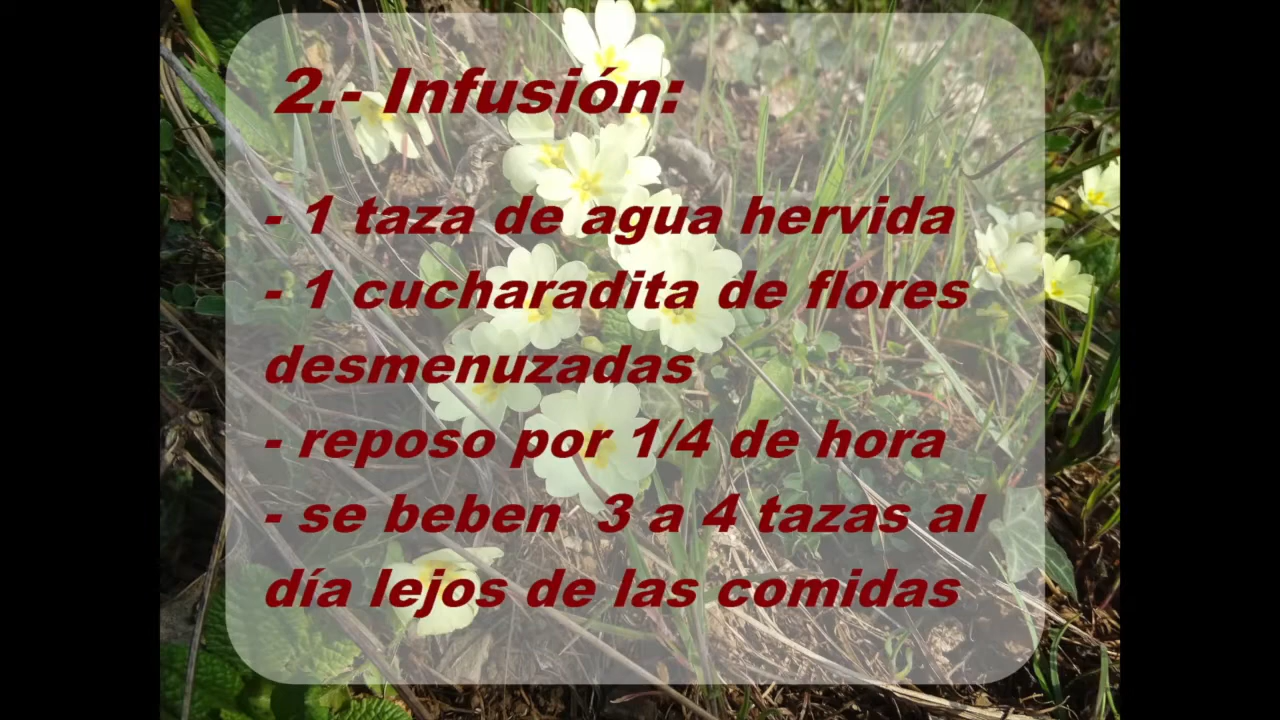 2.- Infusión:
- 1 taza de agua hervida
- 1 cucharadita de flores
desmenuzadas
- reposo por 1/4 de hora
- se beben  3 a 4 tazas al
día lejos de las comidas